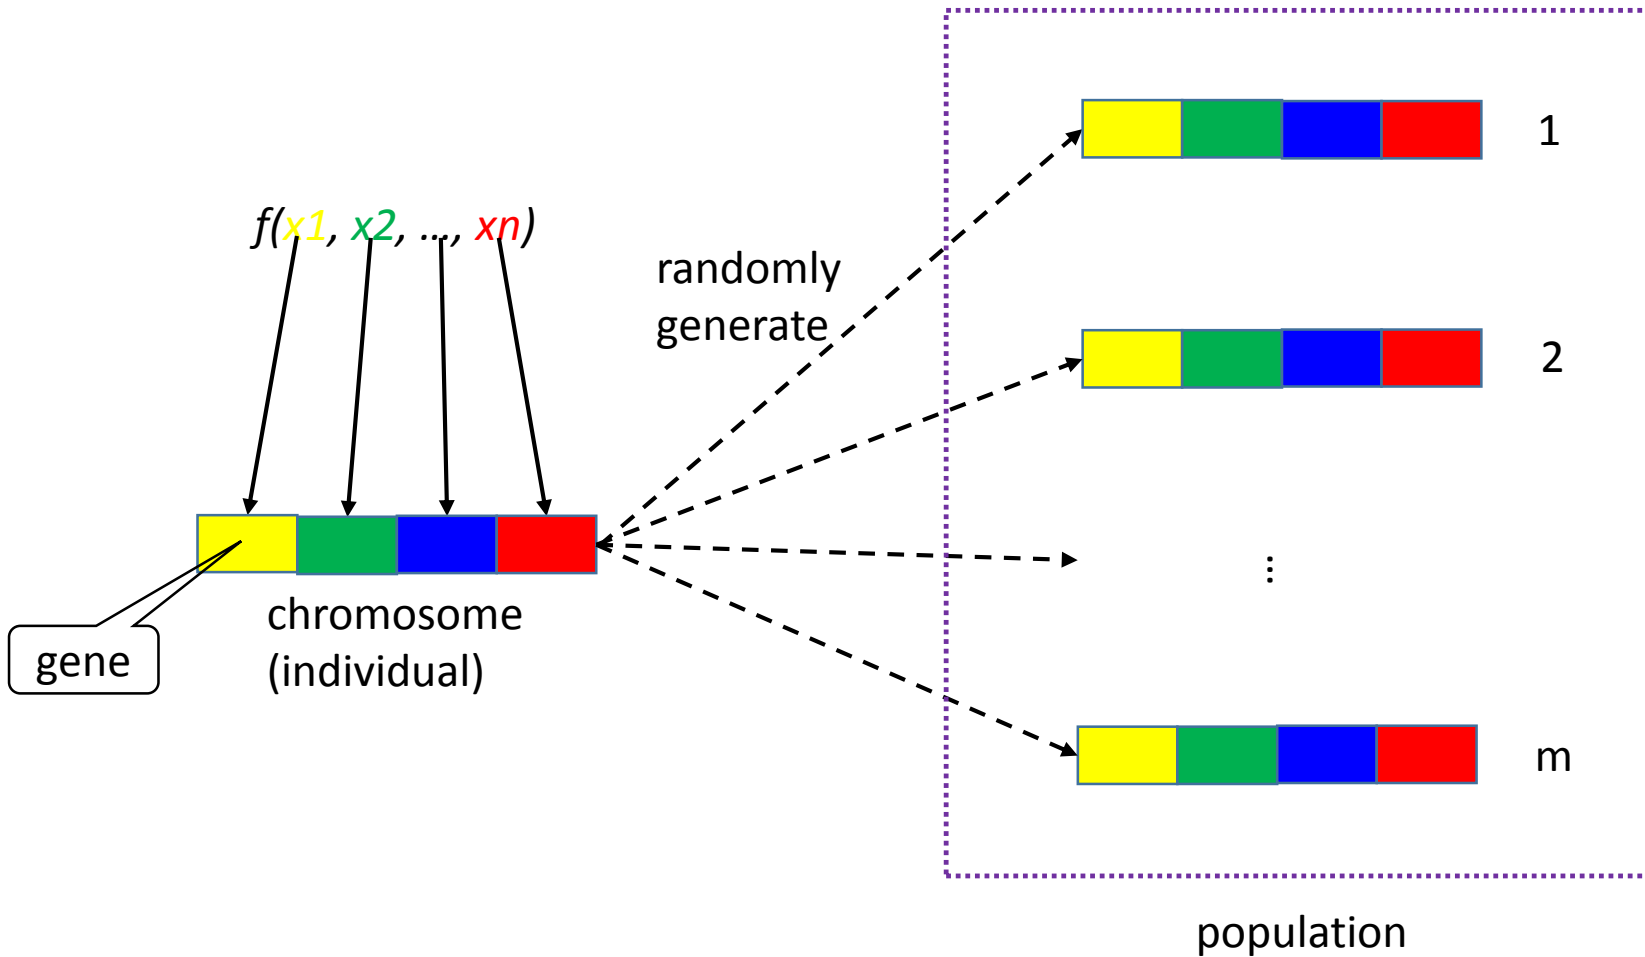 f(x1, x2, ..., xn)
randomly
generate
gene
chromosome
(individual)
1
2
...
m
population